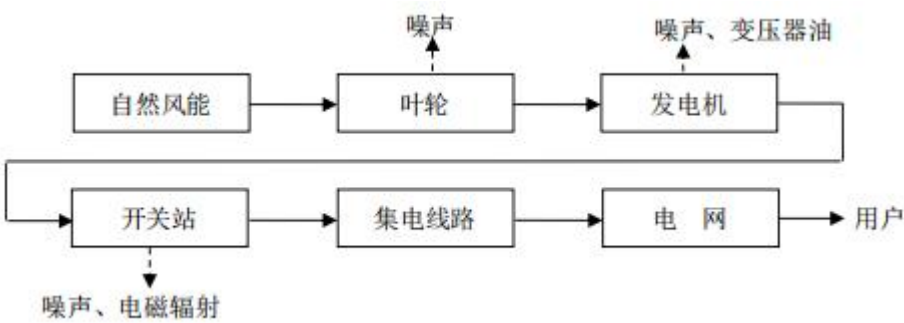 噪声
噪声、变压器油
自然风能
叶轮
发电机
开关站
集电线路
电 网
用户
噪声、电磁辐射